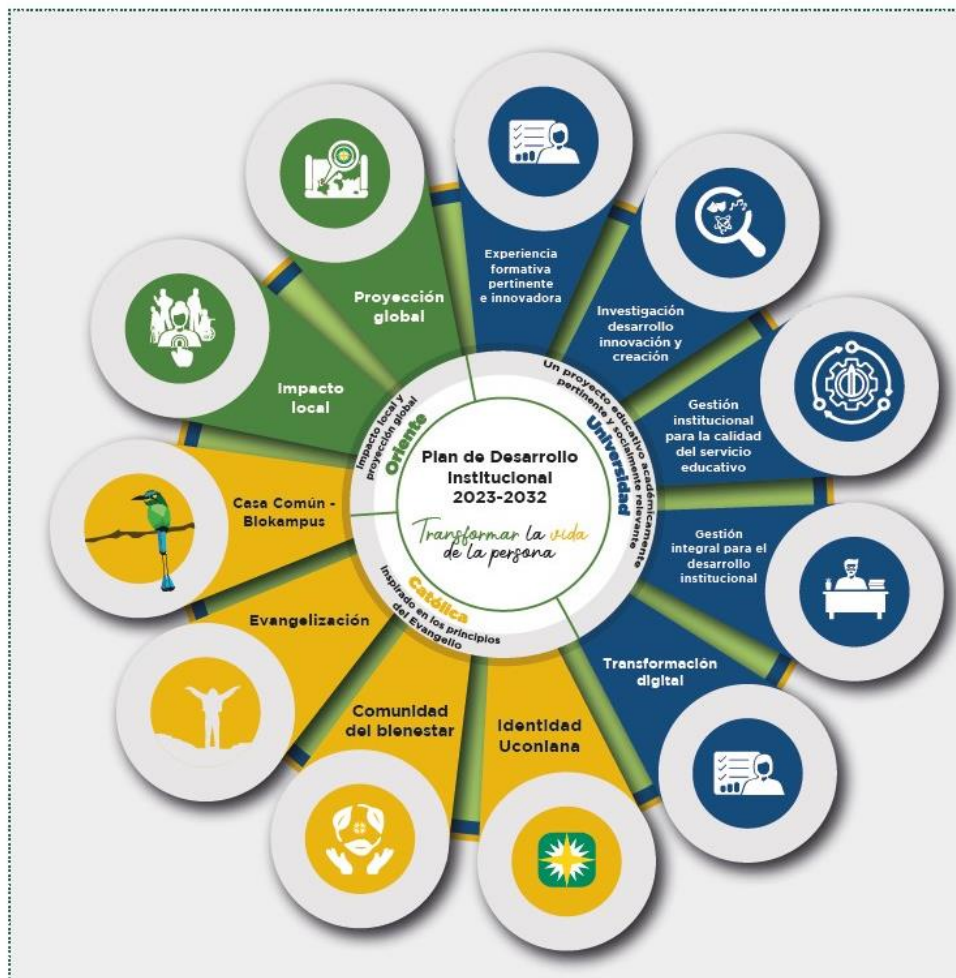 Plan de Desarrollo
Institucional
2023-2032
Transformar la vida
de la persona
Universidad
Un proyecto educativo académicamente
pertinente y socialmente relevante
Experiencia
formativa
pertinente
e innovadora
Investigación
desarrollo
innovación y
creación
Gestión
institucional
para la calidad
del servicio
educativo
Gestión
integral para el
desarrollo
institucional
Transformación
digital
Católica
Inspirado en los principios
del Evangelio
Identidad
Uconiana
Comunidad
del bienestar
Evangelización
Casa Común -
Blokampus
Oriente
Impacto local y
proyección global
Impacto
local
Proyección
global